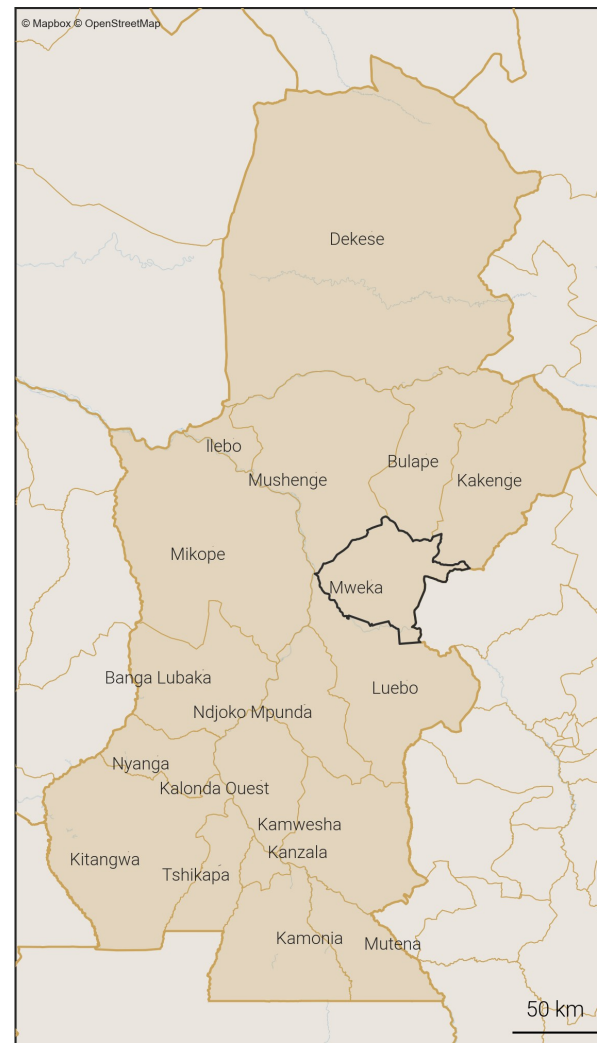 © Mapbox © OpenStreetMap
Dekese
Ilebo
Bulape
Mushenge
Kakenge
Mikope
Mweka
Banga Lubaka
Luebo
Ndjoko Mpunda
Nyanga
Kalonda Ouest
Kamwesha
Kanzala
Kitangwa
Tshikapa
Kamonia
Mutena
50 km